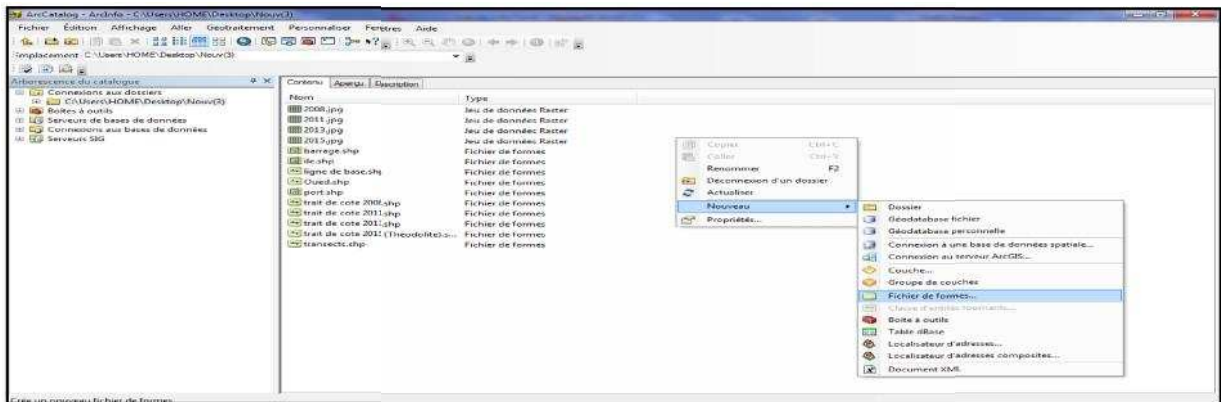 ArcCatalog - ArcInfo - C:\Users\HOME\Desktop\Nouv(3)
Fichier Édition Affichage Aller Géotraitement Personnaliser Fenêtres Aide
Emplacement C:\Users\HOME\Desktop\Nouv(3)
Arborescence du catalogue
Connexions aux dossiers
C:\Users\HOME\Desktop\Nouv(3)
Boîtes à outils
Serveurs de bases de données
Connexions aux bases de données
Serveurs SIG
Contenu Aperçu Description
Nom Type
2008.jpg Jeu de données Raster
2011.jpg Jeu de données Raster
2013.jpg Jeu de données Raster
2015.jpg Jeu de données Raster
barrage.shp Fichier de formes
de.shp Fichier de formes
ligne de base.shp Fichier de formes
Oued.shp Fichier de formes
port.shp Fichier de formes
trait de cote 2008.shp Fichier de formes
trait de cote 2011.shp Fichier de formes
trait de cote .shp Fichier de formes
trait de cote (Theodolite).s... Fichier de formes
transects.shp Fichier de formes
Copier Ctrl+C
Coller Ctrl+V
Renommer F2
Déconnexion d'un dossier
Actualiser
Nouveau
Propriétés...
Dossier
Géodatabase fichier
Géodatabase personnelle
Connexion à une base de données spatiale...
Connexion au serveur ArcGIS...
Couche...
Groupe de couches
Fichier de formes...
Classe d'entités tournants...
Boîte à outils
Table dBase
Localisateur d'adresses...
Localisateur d'adresses composites...
Document XML
Crée un nouveau fichier de formes